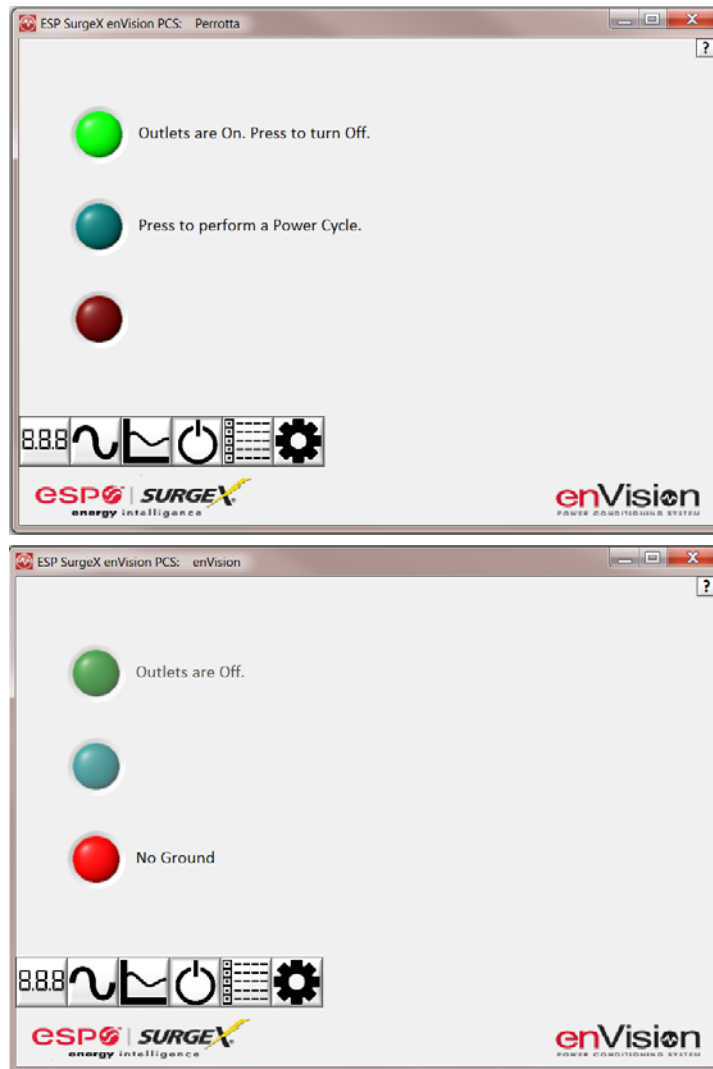 ESP SurgeX enVision PCS: Perrotta
?
Outlets are On. Press to turn Off.
Press to perform a Power Cycle.
8.8.8
ESP | SURGEX
energy intelligence
enVision
POWER CONDITIONING SYSTEM
ESP SurgeX enVision PCS: enVision
?
Outlets are Off.
No Ground
8.8.8
ESP | SURGEX
energy intelligence
enVision
POWER CONDITIONING SYSTEM